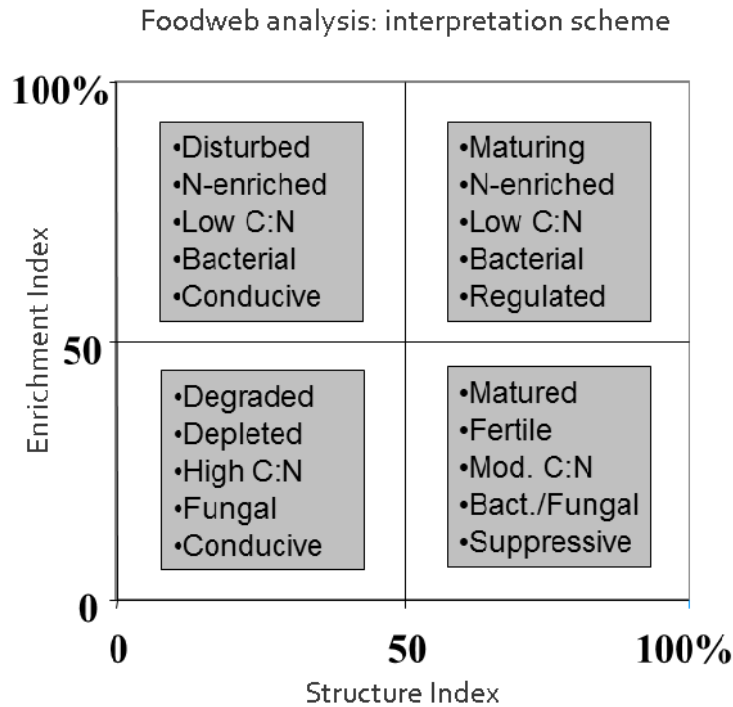 Foodweb analysis: interpretation scheme
100%
•Disturbed
•N-enriched
•Low C:N
•Bacterial
•Conducive
•Maturing
•N-enriched
•Low C:N
•Bacterial
•Regulated
Enrichment Index
50
•Degraded
•Depleted
•High C:N
•Fungal
•Conducive
•Matured
•Fertile
•Mod. C:N
•Bact./Fungal
•Suppressive
0
0 50 100%
Structure Index